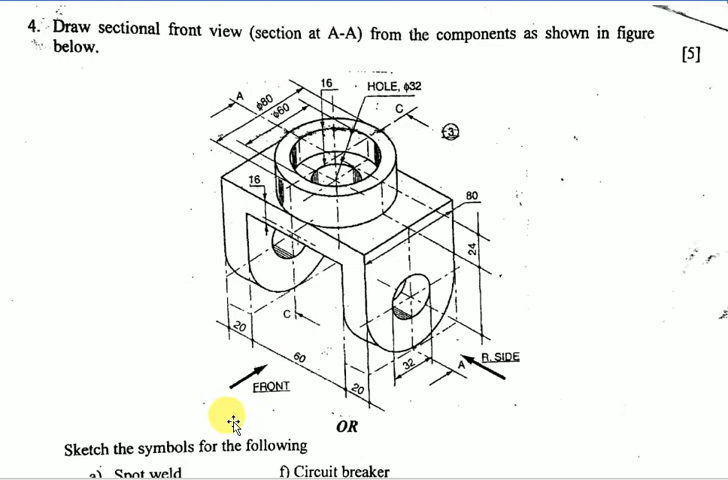 4. Draw sectional front view (section at A-A) from the components as shown in figure
below. [5]
16 HOLE, ϕ32
A ϕ80
ϕ60 C
3
16
80
24
C
20
60
32
A
R. SIDE
FRONT
20
OR
Sketch the symbols for the following
a) Spot weld f) Circuit breaker